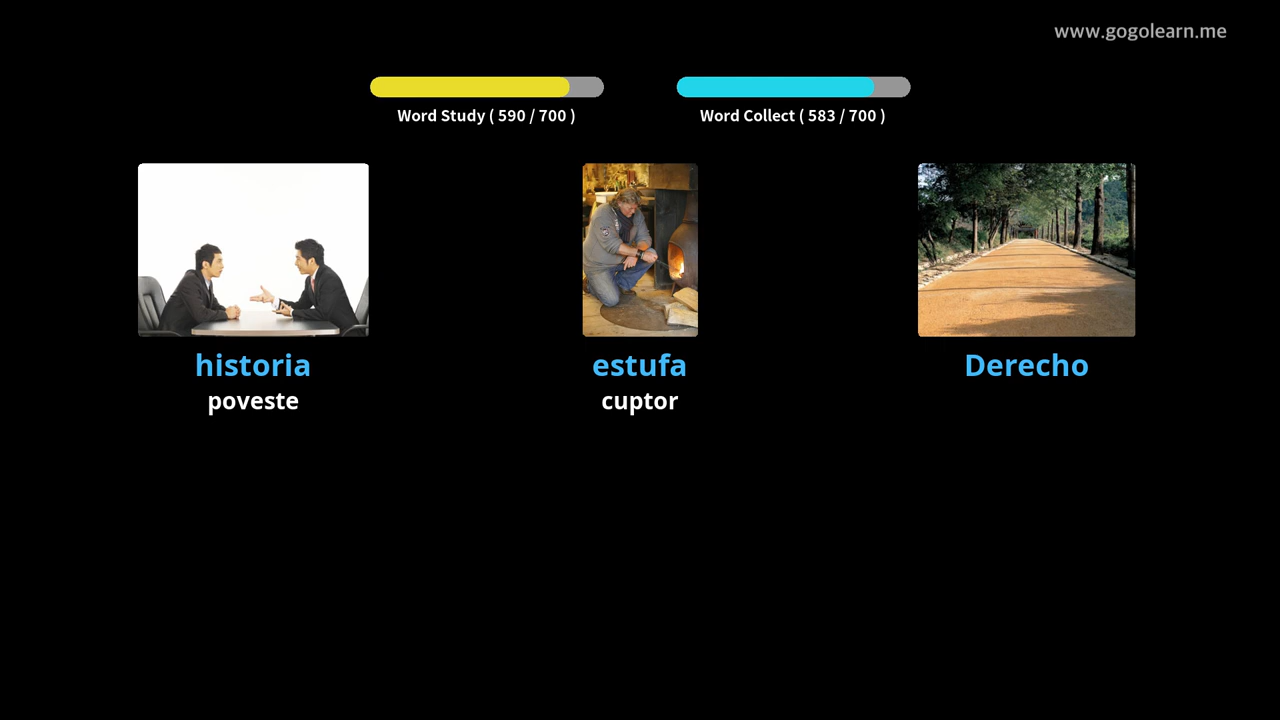 www.gogolearn.me
Word Study ( 590 / 700 )
Word Collect ( 583 / 700 )
historia
poveste
estufa
cuptor
Derecho